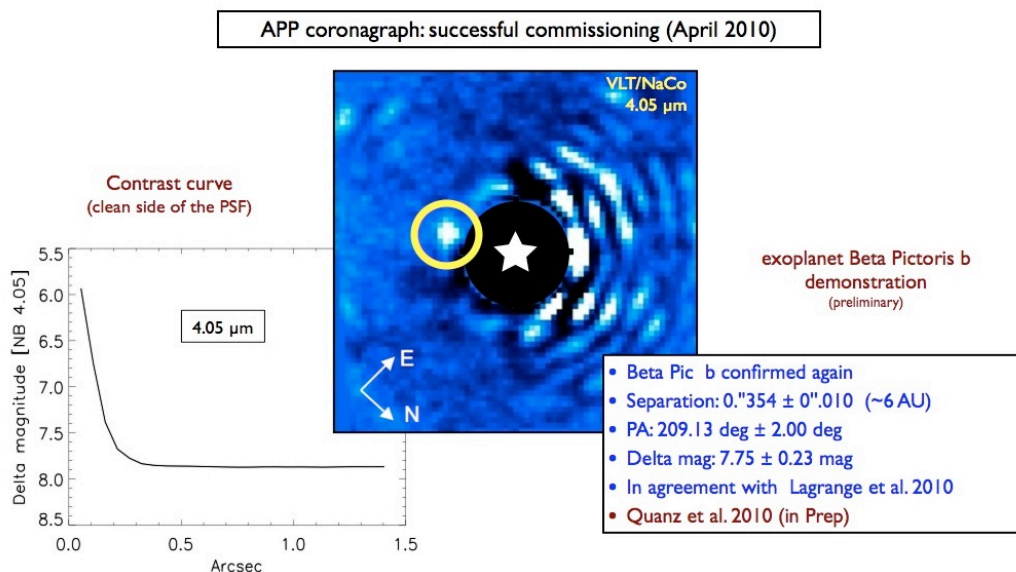 APP coronagraph: successful commissioning (April 2010)
VLT/NaCo
4.05 µm
Contrast curve
(clean side of the PSF)
5.5
6.0
6.5
7.0
7.5
8.0
8.5
Delta magnitude [NB 4.05]
4.05 µm
0.0
0.5
1.0
1.5
Arcsec
E
N
exoplanet Beta Pictoris b
demonstration
(preliminary)
• Beta Pic b confirmed again
• Separation: 0."354 ± 0".010 (~6 AU)
• PA: 209.13 deg ± 2.00 deg
• Delta mag: 7.75 ± 0.23 mag
• In agreement with Lagrange et al. 2010
• Quanz et al. 2010 (in Prep)